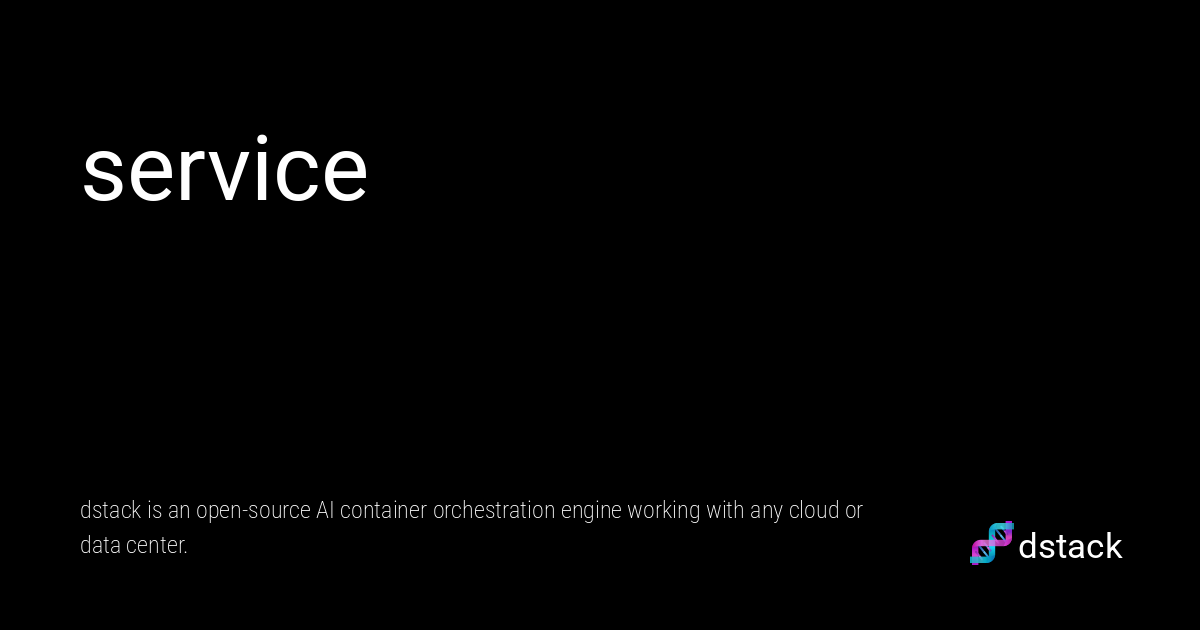 service
dstack is an open-source AI container orchestration engine working with any cloud or
data center.
dstack